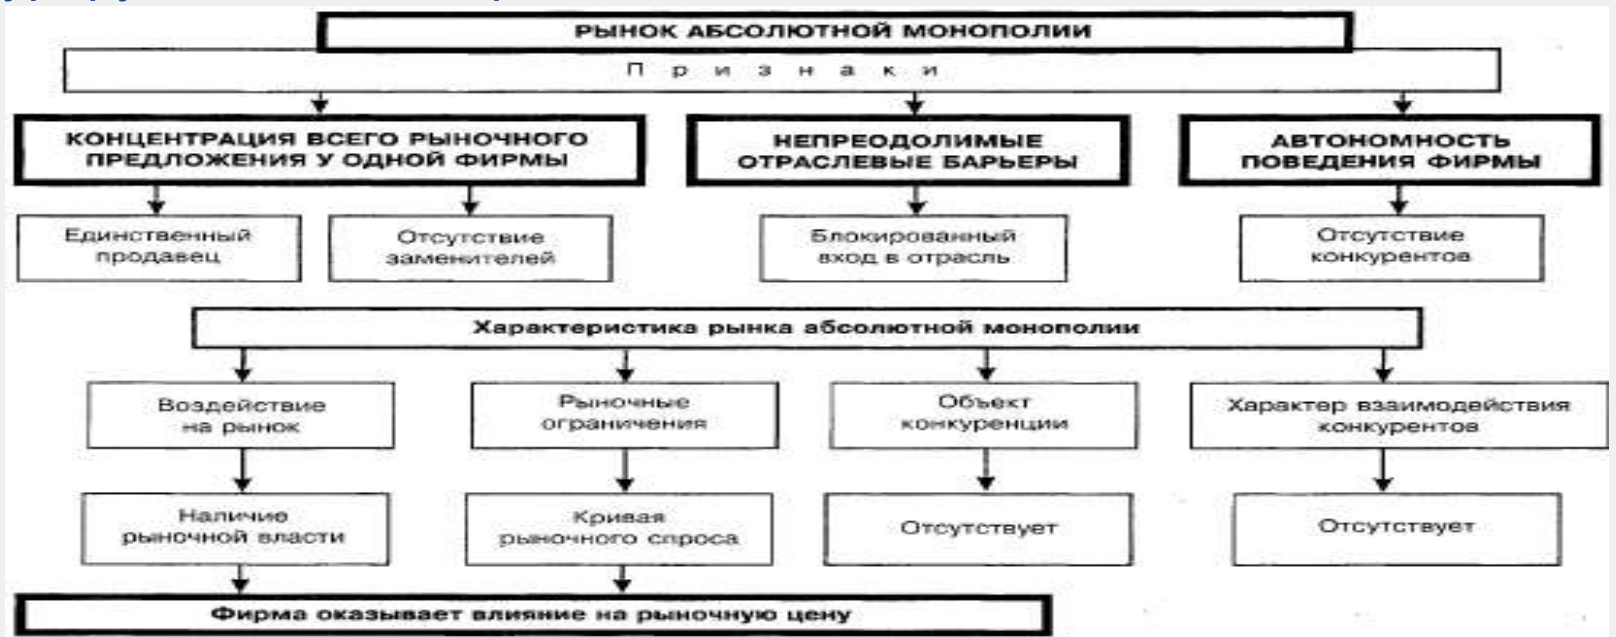 РЫНОК АБСОЛЮТНОЙ МОНОПОЛИИ
Признаки
КОНЦЕНТРАЦИЯ ВСЕГО РЫНОЧНОГО
ПРЕДЛОЖЕНИЯ У ОДНОЙ ФИРМЫ
НЕПРЕОДОЛИМЫЕ
ОТРАСЛЕВЫЕ БАРЬЕРЫ
АВТОНОМНОСТЬ
ПОВЕДЕНИЯ ФИРМЫ
Единственный
продавец
Отсутствие
заменителей
Блокированный
вход в отрасль
Отсутствие
конкурентов
Характеристика рынка абсолютной монополии
Воздействие
на рынок
Рыночные
ограничения
Объект
конкуренции
Характер взаимодействия
конкурентов
Наличие
рыночной власти
Кривая
рыночного спроса
Отсутствует
Отсутствует
Фирма оказывает влияние на рыночную цену